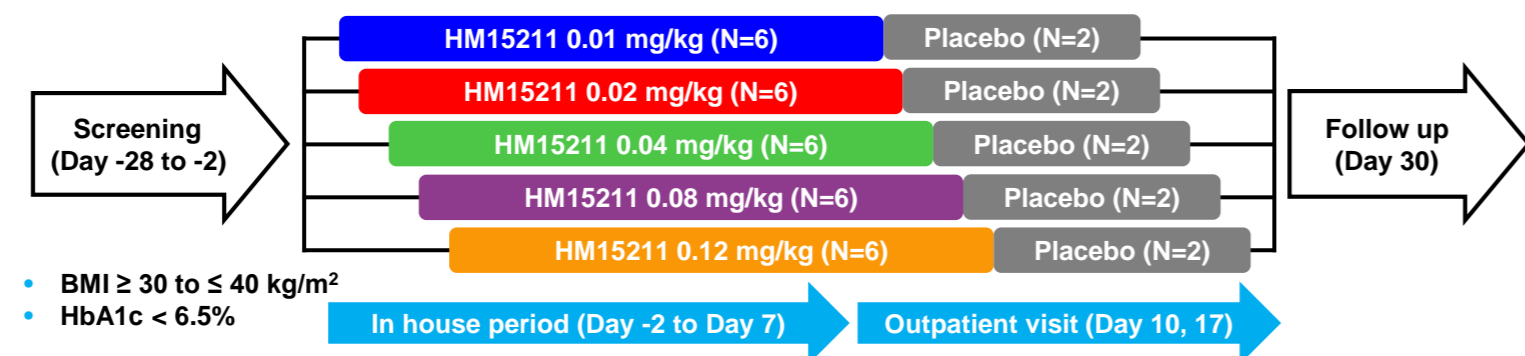 HM15211 0.01 mg/kg (N=6) Placebo (N=2)
HM15211 0.02 mg/kg (N=6) Placebo (N=2)
Screening
(Day -28 to -2)
HM15211 0.04 mg/kg (N=6) Placebo (N=2)
Follow up
(Day 30)
HM15211 0.08 mg/kg (N=6) Placebo (N=2)
HM15211 0.12 mg/kg (N=6) Placebo (N=2)
• BMI ≥ 30 to ≤ 40 kg/m²
• HbA1c < 6.5%
In house period (Day -2 to Day 7) Outpatient visit (Day 10, 17)